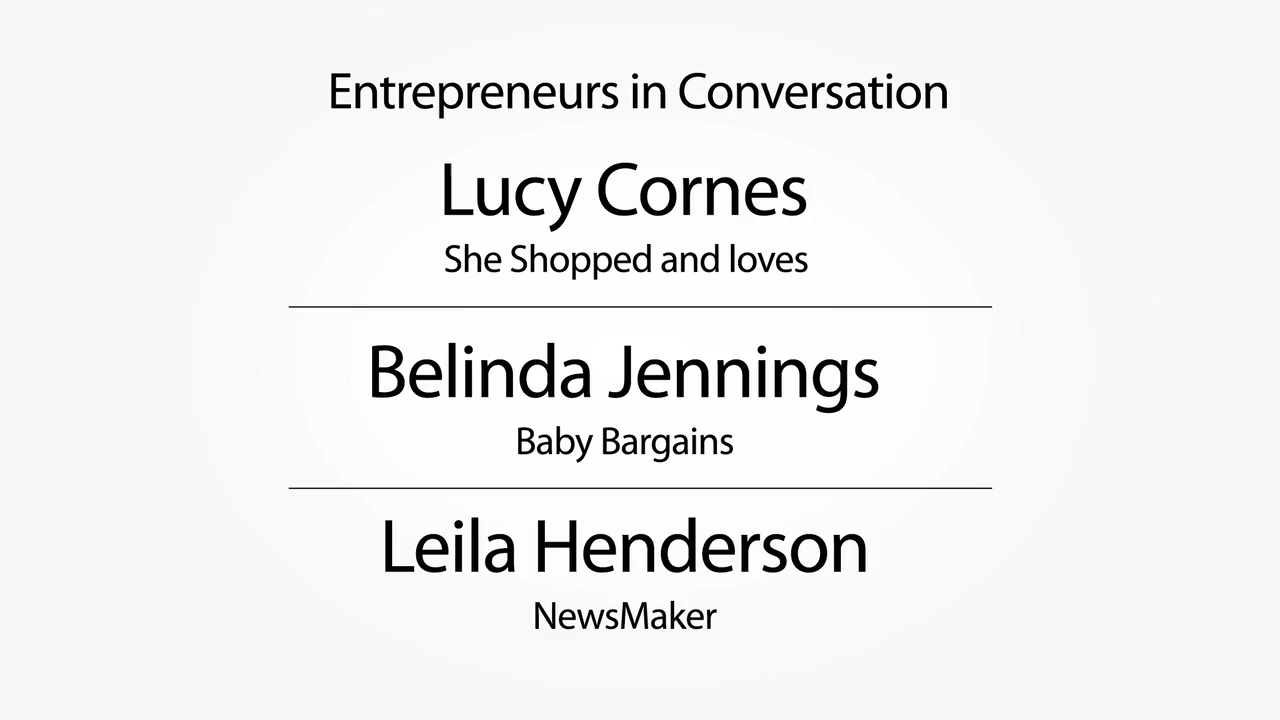 Entrepreneurs in Conversation
Lucy Cornes
She Shopped and loves
Belinda Jennings
Baby Bargains
Leila Henderson
NewsMaker